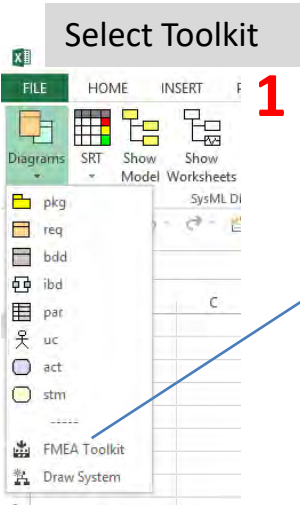 Select Toolkit
FILE HOME INSERT
1
Diagrams SRT Show Model Show Worksheets
SysML
C
pkg
req
bdd
ibd
par
uc
act
stm
-----
FMEA Toolkit
Draw System